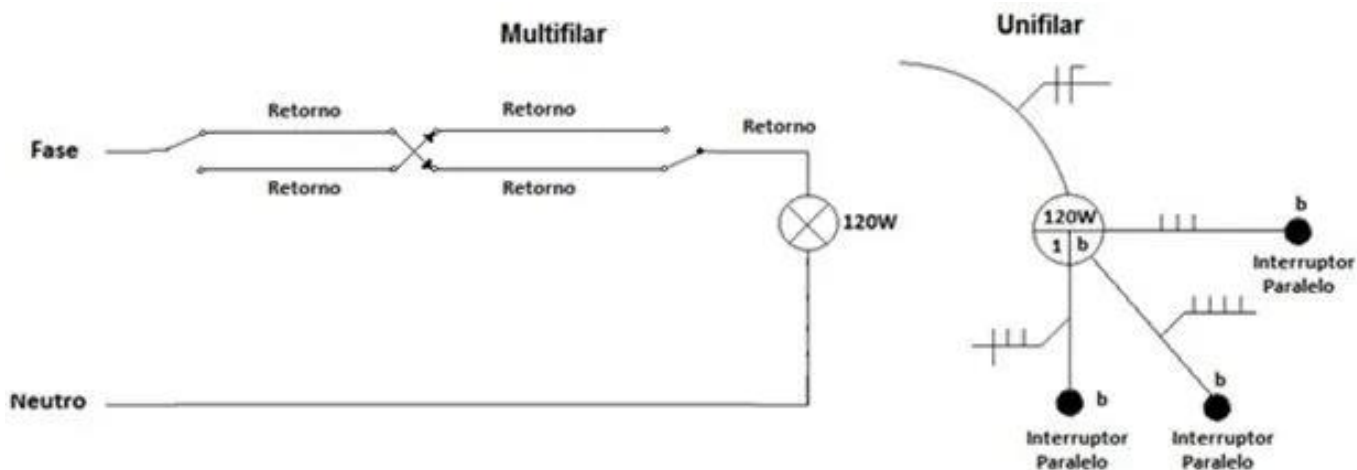 Multifilar
Unifilar
Retorno
Retorno
Retorno
Fase
Retorno
Retorno
120W
Neutro
120W
1 b
b
Interruptor
Paralelo
b
Interruptor
Paralelo
b
Interruptor
Paralelo